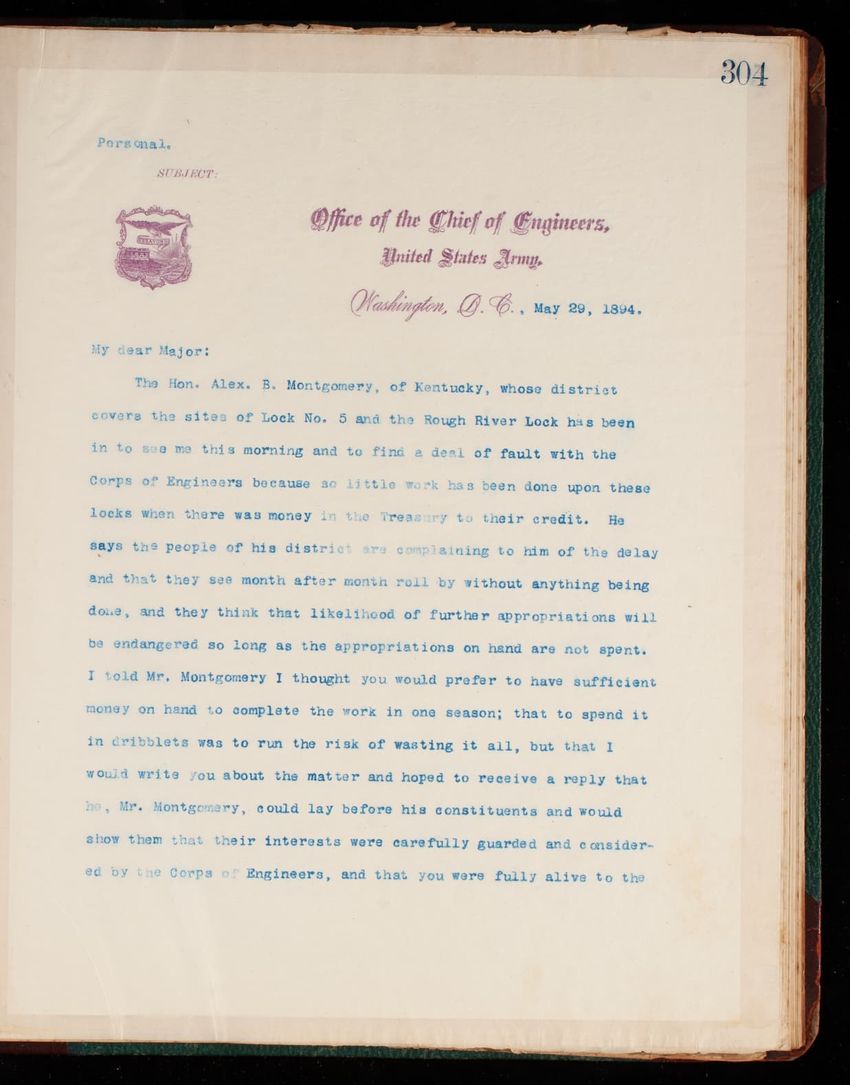 304
Personal.
SUBJECT:
Office of the Chief of Engineers,
United States Army,
Washington, D. C., May 29, 1894.
My dear Major:
The Hon. Alex. B. Montgomery, of Kentucky, whose district
covers the sites of Lock No. 5 and the Rough River Lock has been
in to see me this morning and to find a deal of fault with the
Corps of Engineers because so little work has been done upon these
locks when there was money in the Treasury to their credit. He
says the people of his district are complaining to him of the delay
and that they see month after month roll by without anything being
done, and they think that likelihood of further appropriations will
be endangered so long as the appropriations on hand are not spent.
I told Mr. Montgomery I thought you would prefer to have sufficient
money on hand to complete the work in one season; that to spend it
in dribblets was to run the risk of wasting it all, but that I
would write you about the matter and hoped to receive a reply that
he, Mr. Montgomery, could lay before his constituents and would
show them that their interests were carefully guarded and consider-
ed by the Corps of Engineers, and that you were fully alive to the